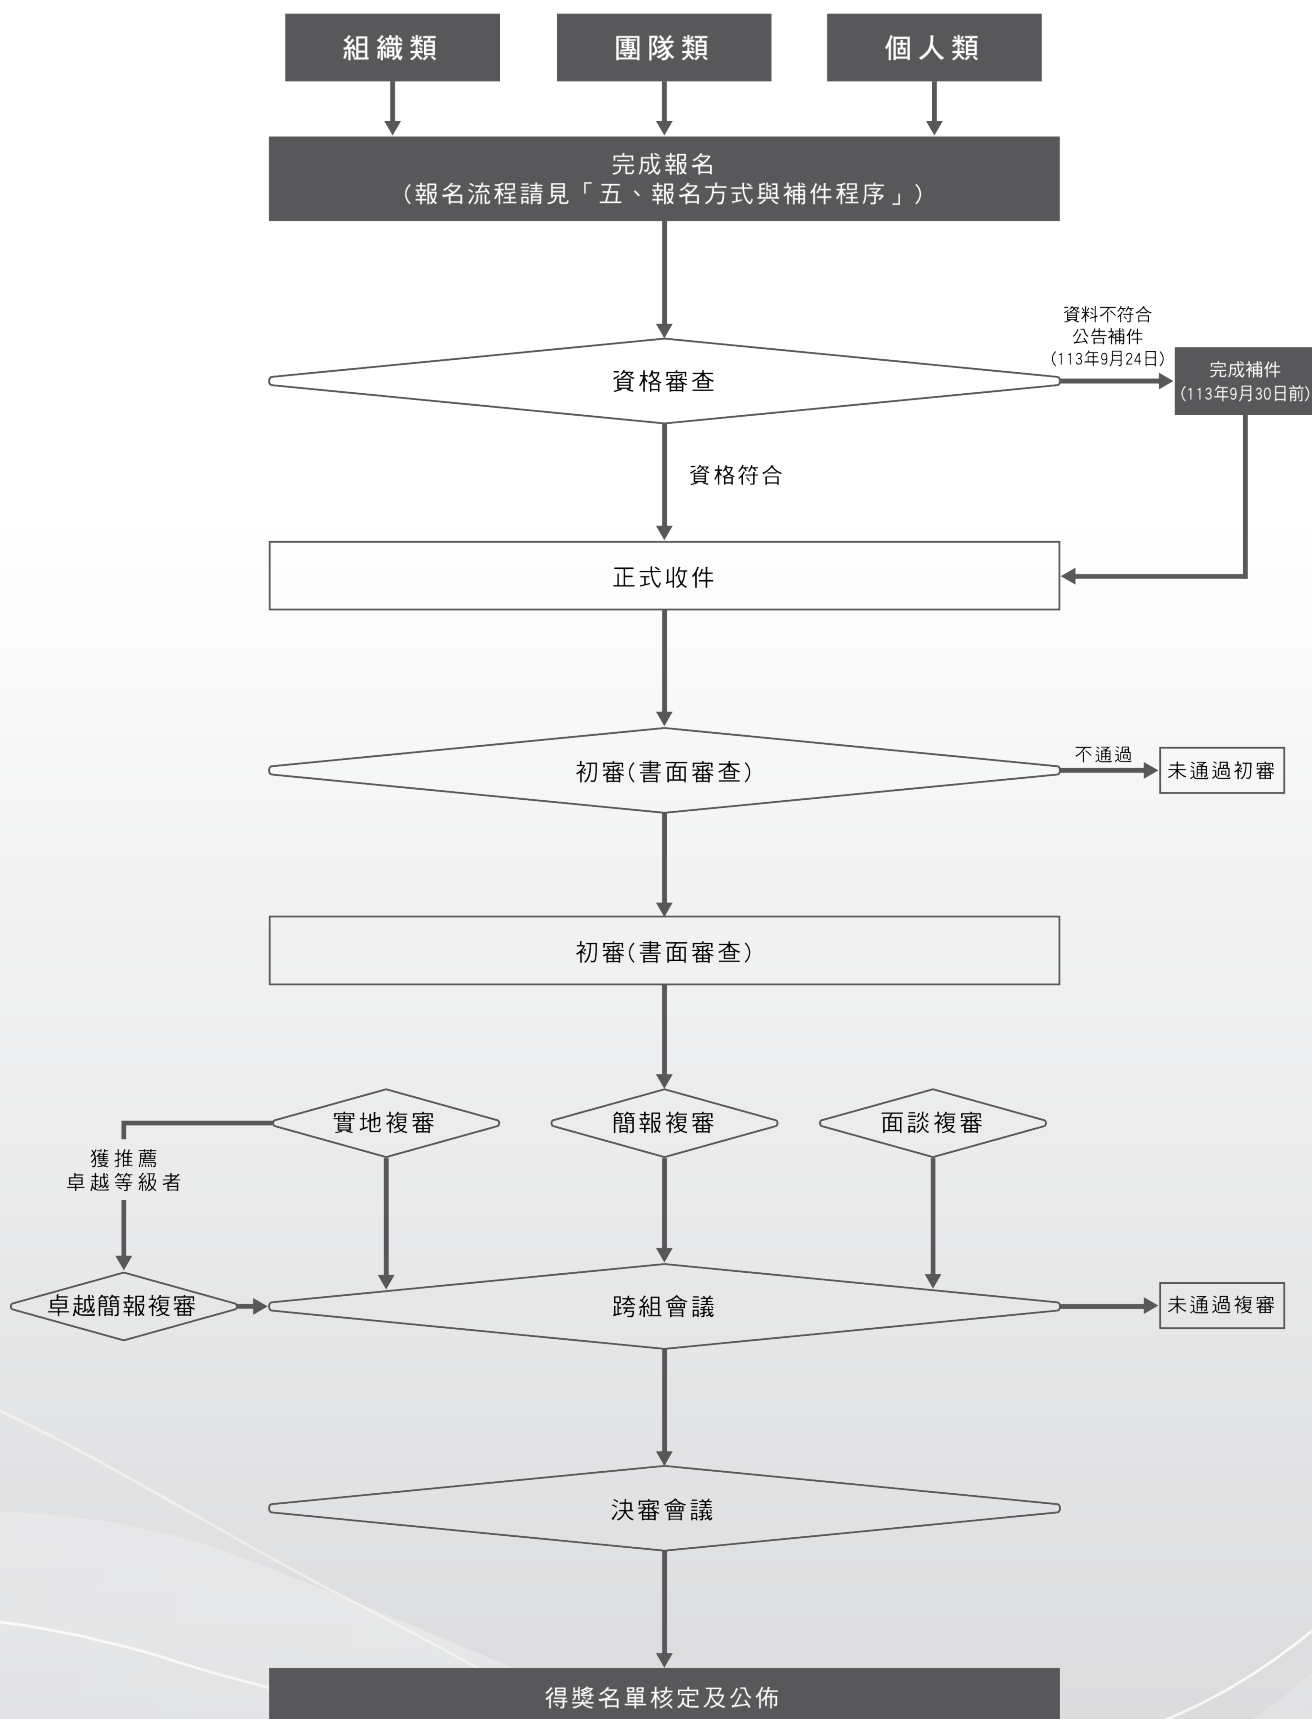 組織類
團隊類
個人類
完成報名
(報名流程請見「五、報名方式與補件程序」)
資料不符合
公告補件
(113年9月24日)
資格審查
完成補件
(113年9月30日前)
資格符合
正式收件
初審(書面審查)
不通過
未通過初審
初審(書面審查)
實地複審
簡報複審
面談複審
獲推薦
卓越等級者
卓越簡報複審
跨組會議
未通過複審
決審會議
得獎名單核定及公佈